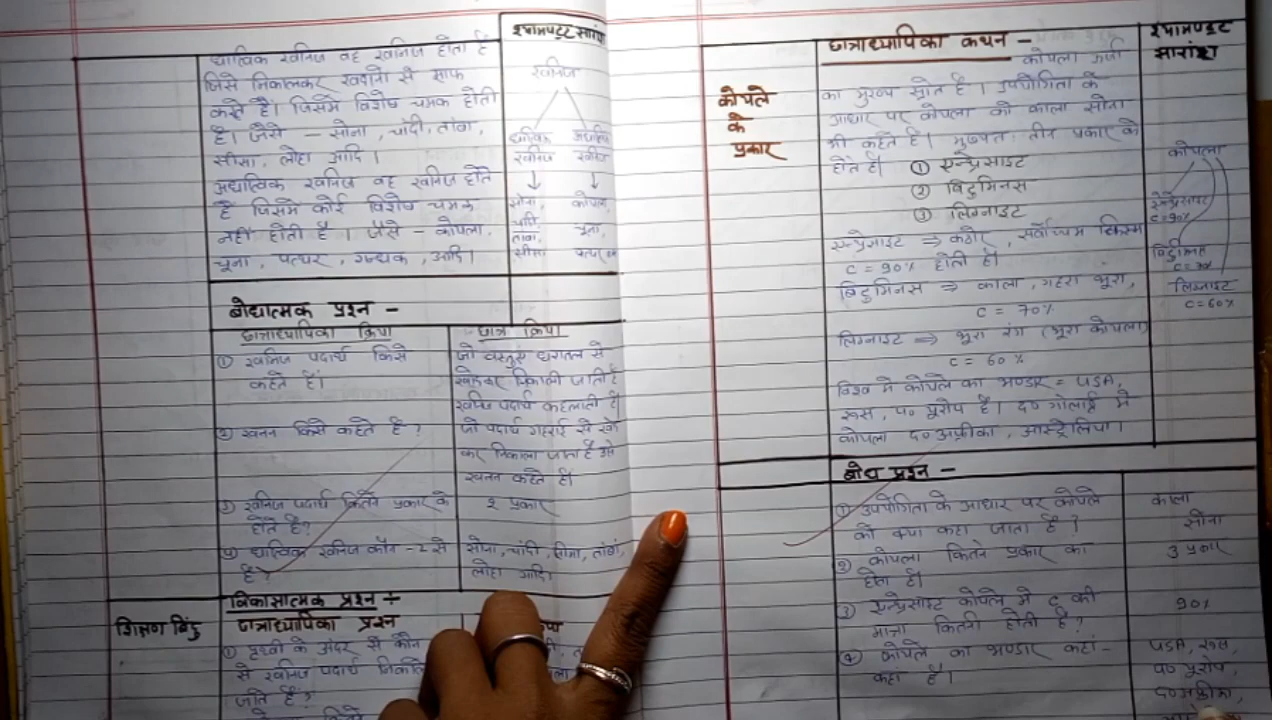 श्यामपट्ट सारांश
धात्विक खनिज वह खनिज होता है
जिसे निकालकर खदानो से साफ
करते है। जिसमे विशेष चमक होती
है। जैसे - सोना, चांदी, तांबा,
सीसा, लोहा आदि।
अधात्विक खनिज वह खनिज होते
है जिसमे कोई विशेष चमक
नहीं होती है। जैसे - कोयला,
चूना, पत्थर, गन्धक, आदि।
खनिज
धात्विक अधात्विक
खनिज खनिज
सोना, कोयला,
चांदी, चूना,
तांबा,
सीसा पत्थर
बोधात्मक प्रश्न -
छात्राध्यापिका क्रिया
छात्र क्रिया
① खनिज पदार्थ किसे
कहते हैं।
जो वस्तुएं धरातल से
खोदकर निकाली जाती है
खनिज पदार्थ कहलाती है
② खनन किसे कहते है ?
जो पदार्थ गहराई से खो
कर निकाला जाता है उसे
खनन कहते है।
③ खनिज पदार्थ कितने प्रकार के
होते है?
२ प्रकार
④ धात्विक खनिज कौन -२ से
है ?
सोना, चांदी, सीसा, तांबां,
लोहा आदि।
विकासात्मक प्रश्न ÷
शिक्षण बिंदु
छात्राध्यापिका प्रश्न
① पृथ्वी के अंदर से कौन
से खनिज पदार्थ निकाले
जाते है?
छात्राध्यापिका कथन -
श्यामपट्ट
सारांश
कोयले
के
प्रकार
कोयला ऊर्जा
का मुख्य स्रोत है। उपयोगिता के
आधार पर कोयला को काला सोना
भी कहते है। मुख्यतः तीन प्रकार के
होते है। ① एन्थ्रेसाइट
② बिटुमिनस
③ लिग्नाइट
एन्थ्रेसाइट ⇒ कठोर, सर्वोत्तम किस्म
C = 90% होती है।
बिटुमिनस ⇒ काला, गहरा भूरा,
C = 70%
लिग्नाइट ⇒ भूरा रंग (भूरा कोयला)
C = 60 %
विश्व मे कोयले का भण्डार = USA,
रूस, प० यूरोप है। द० गोलार्द्ध मे
कोयला द० अफ्रीका, आस्ट्रेलिया।
कोयला
एन्थ्रेसाइट
C = 90%
बिटुमिनस
C = 70%
लिग्नाइट
C = 60%
बोध प्रश्न -
① उपयोगिता के आधार पर कोयले
को क्या कहा जाता है ?
काला
सोना
② कोयला कितने प्रकार का
होता है।
3 प्रकार
③ एन्थ्रेसाइट कोयले मे C की
मात्रा कितनी होती है ?
90%
④ कोयले का भण्डार कहां -
कहां है।
USA, रूस,
प० यूरोप,
द० अफ्रीका,